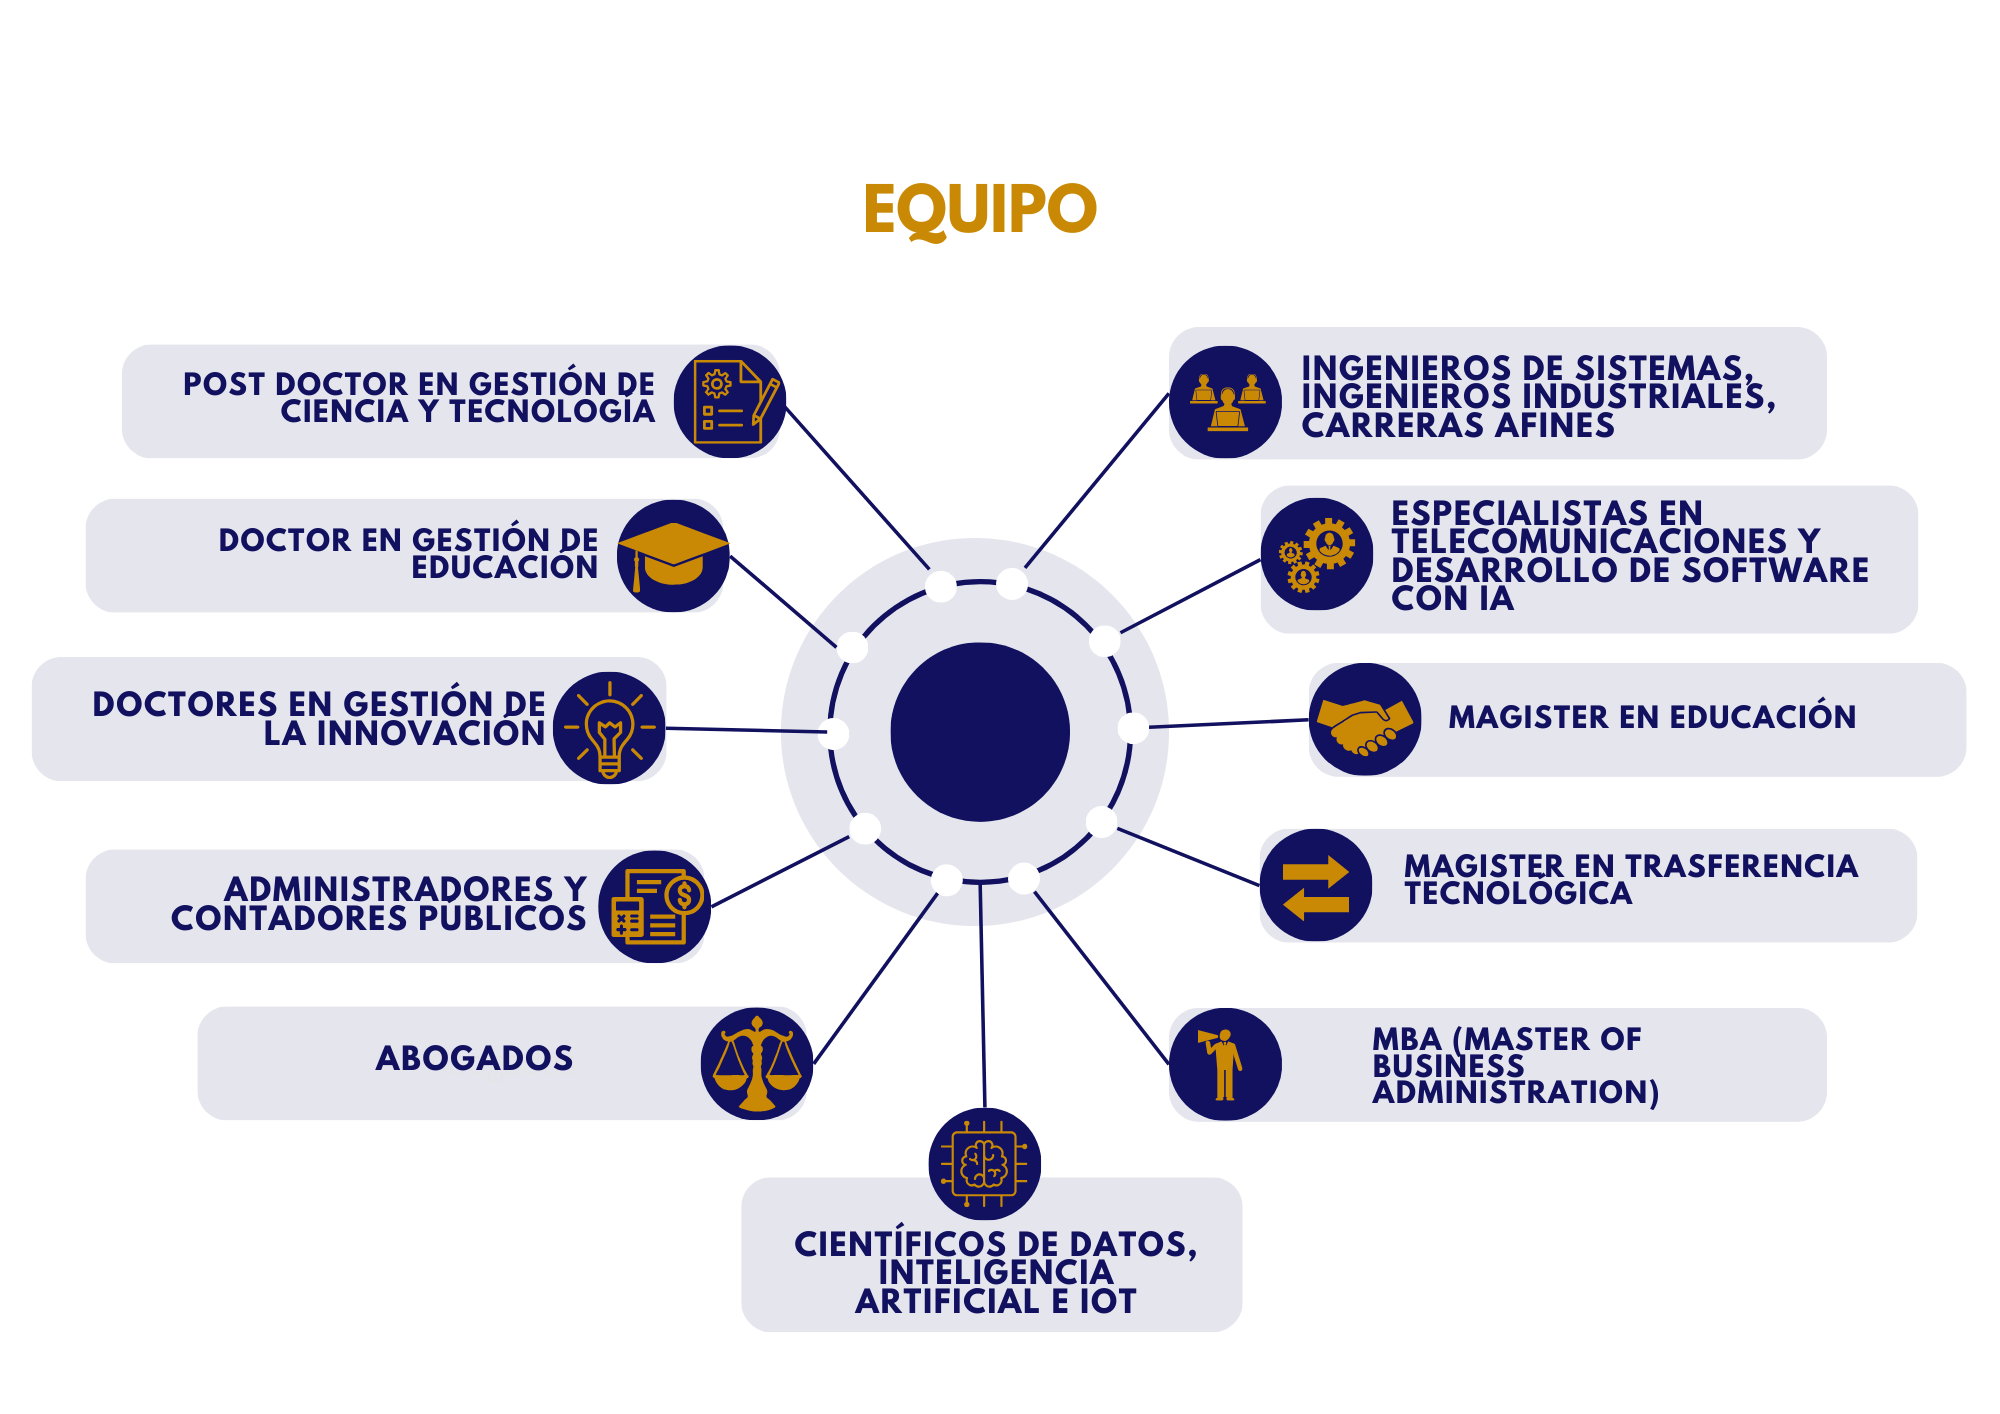 EQUIPO
POST DOCTOR EN GESTIÓN DE
CIENCIA Y TECNOLOGÍA
DOCTOR EN GESTIÓN DE
EDUCACIÓN
DOCTORES EN GESTIÓN DE
LA INNOVACIÓN
ADMINISTRADORES Y
CONTADORES PÚBLICOS
ABOGADOS
CIENTÍFICOS DE DATOS,
INTELIGENCIA
ARTIFICIAL E IOT
INGENIEROS DE SISTEMAS,
INGENIEROS INDUSTRIALES,
CARRERAS AFINES
ESPECIALISTAS EN
TELECOMUNICACIONES Y
DESARROLLO DE SOFTWARE
CON IA
MAGISTER EN EDUCACIÓN
MAGISTER EN TRASFERENCIA
TECNOLÓGICA
MBA (MASTER OF
BUSINESS
ADMINISTRATION)